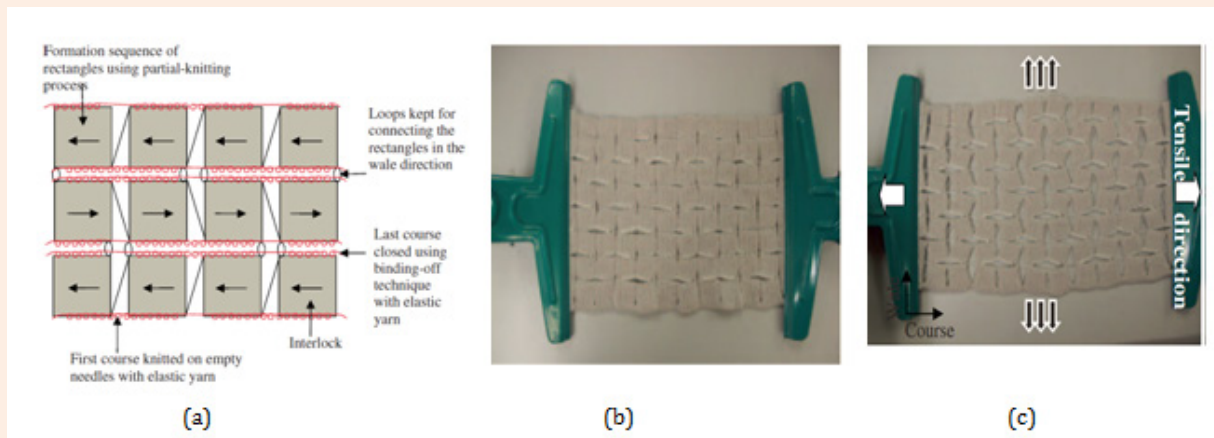 Formation sequence of
rectangles using partial-knitting
process
Loops kept for
connecting the
rectangles in the
wale direction
Last course
closed using
binding-off
technique
with elastic
yarn
Interlock
First course knitted on empty
needles with elastic yarn
Tensile direction
Course
(a)
(b)
(c)